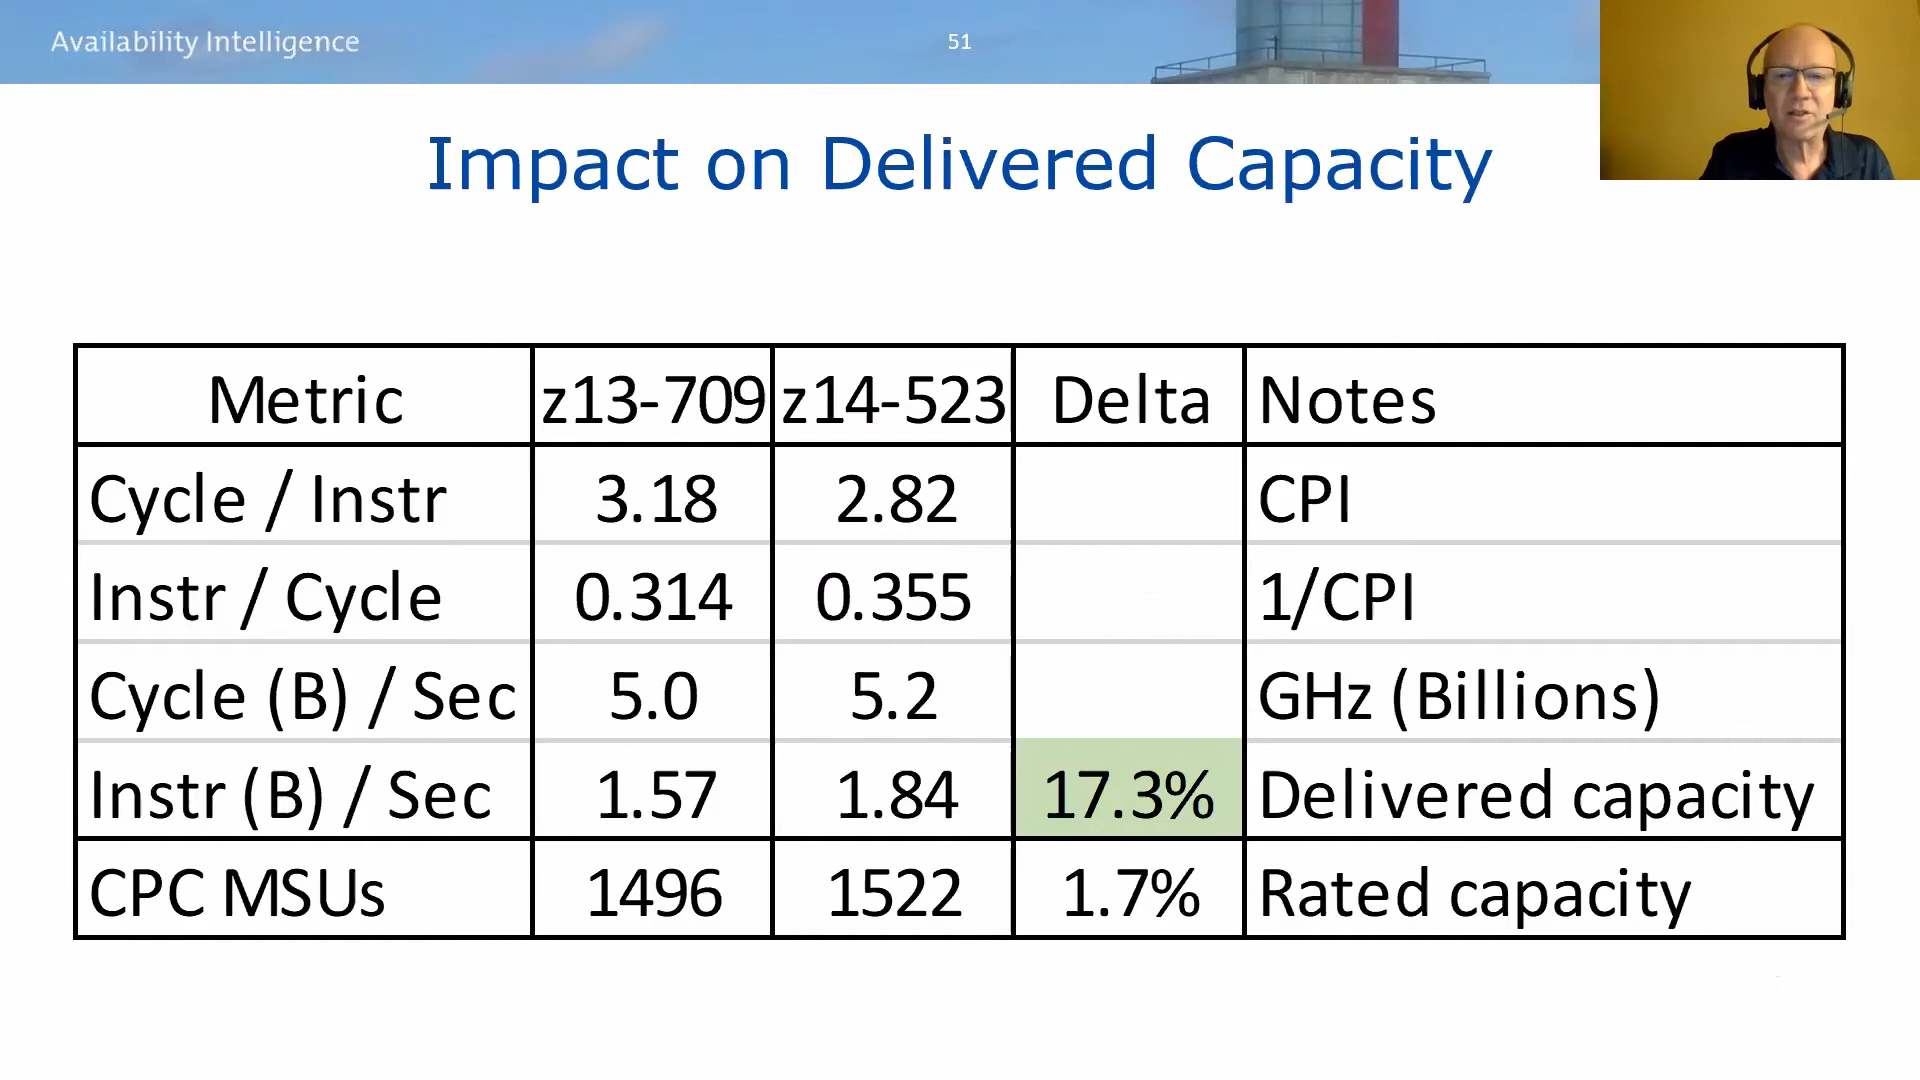 Availability Intelligence
51
Impact on Delivered Capacity
Metric z13-709 z14-523 Delta Notes
Cycle / Instr 3.18 2.82 CPI
Instr / Cycle 0.314 0.355 1/CPI
Cycle (B) / Sec 5.0 5.2 GHz (Billions)
Instr (B) / Sec 1.57 1.84 17.3% Delivered capacity
CPC MSUs 1496 1522 1.7% Rated capacity